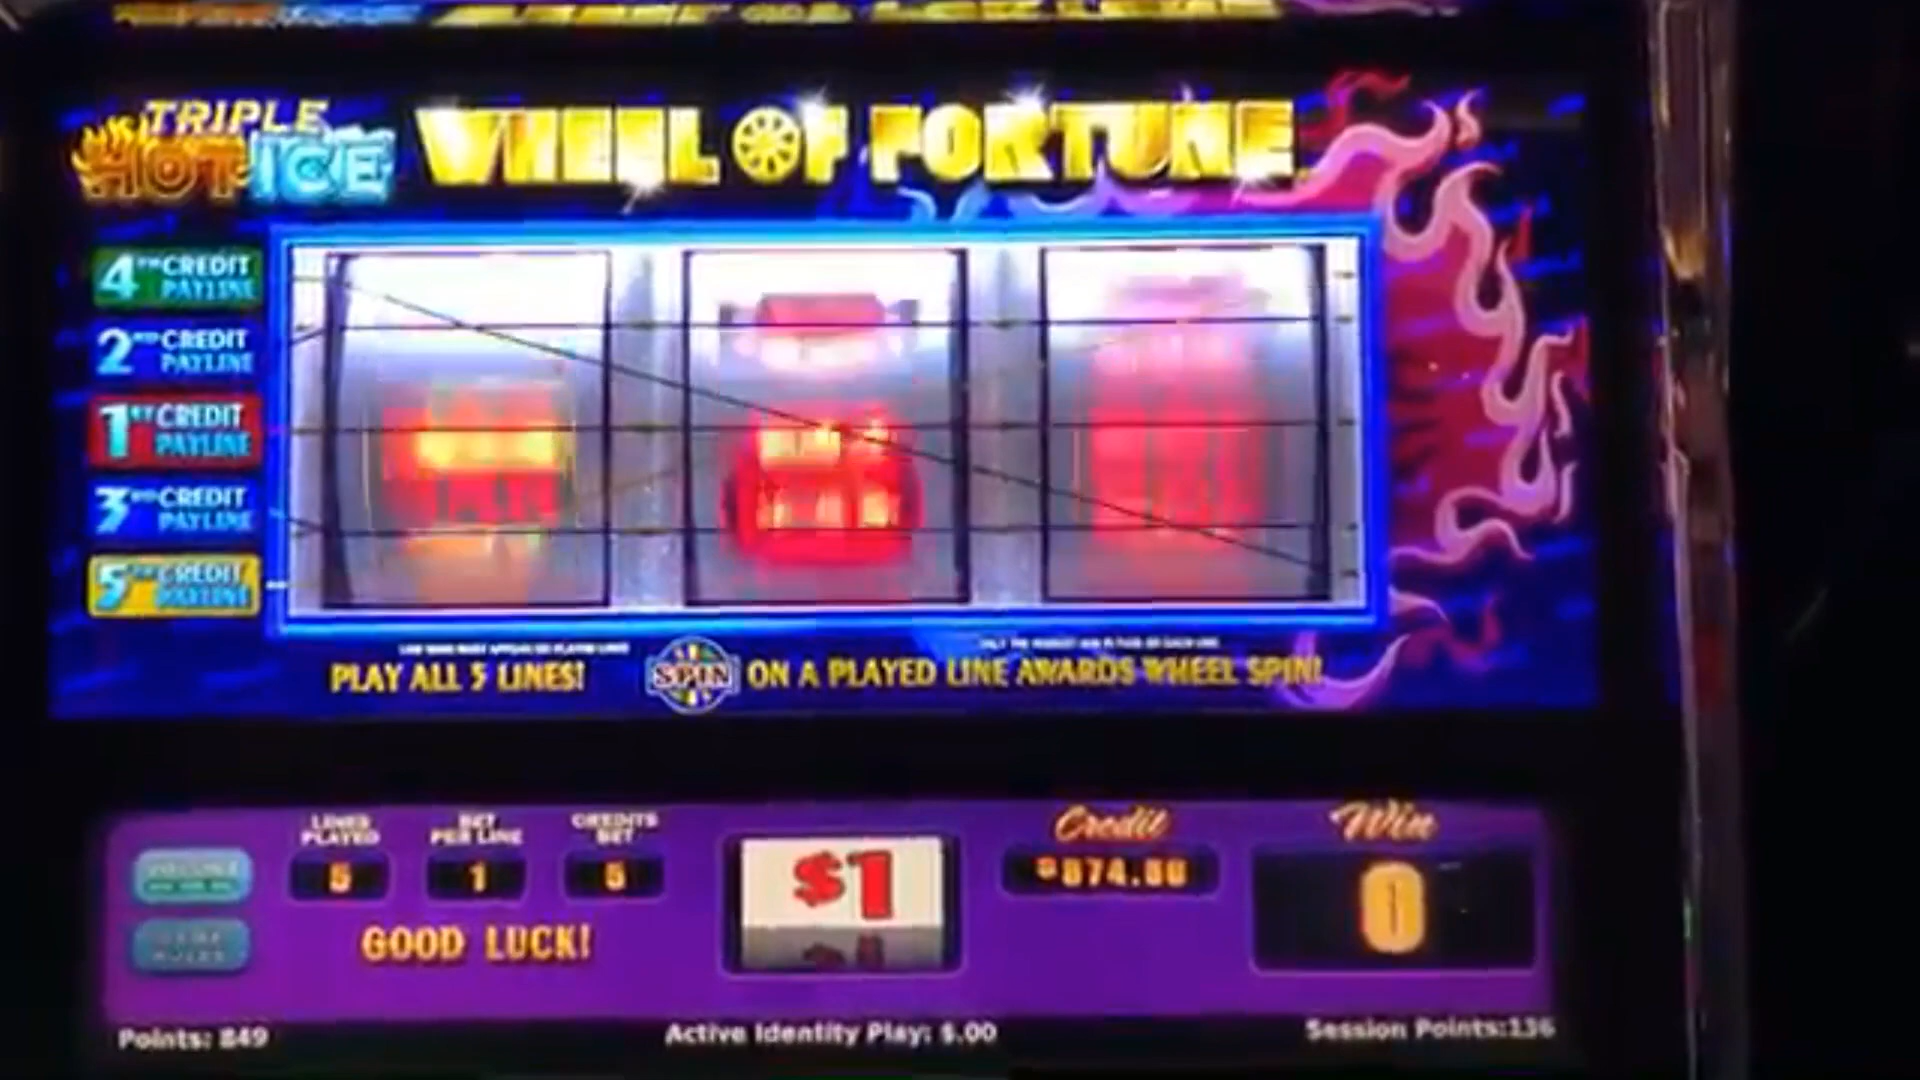 TRIPLE
HOT ICE
WHEEL OF FORTUNE
4TH CREDIT
PAYLINE
2ND CREDIT
PAYLINE
1ST CREDIT
PAYLINE
3RD CREDIT
PAYLINE
5TH CREDIT
PAYLINE
PLAY ALL 5 LINES!
SPIN
ON A PLAYED LINE AWARDS WHEEL SPIN!
LINES
PLAYED
5
BET
PER LINE
1
CREDITS
BET
5
$1
Credit
Win
0
GOOD LUCK!
GAME
RULES
Points: 849
Active Identity Play: $.00
Session Points:136